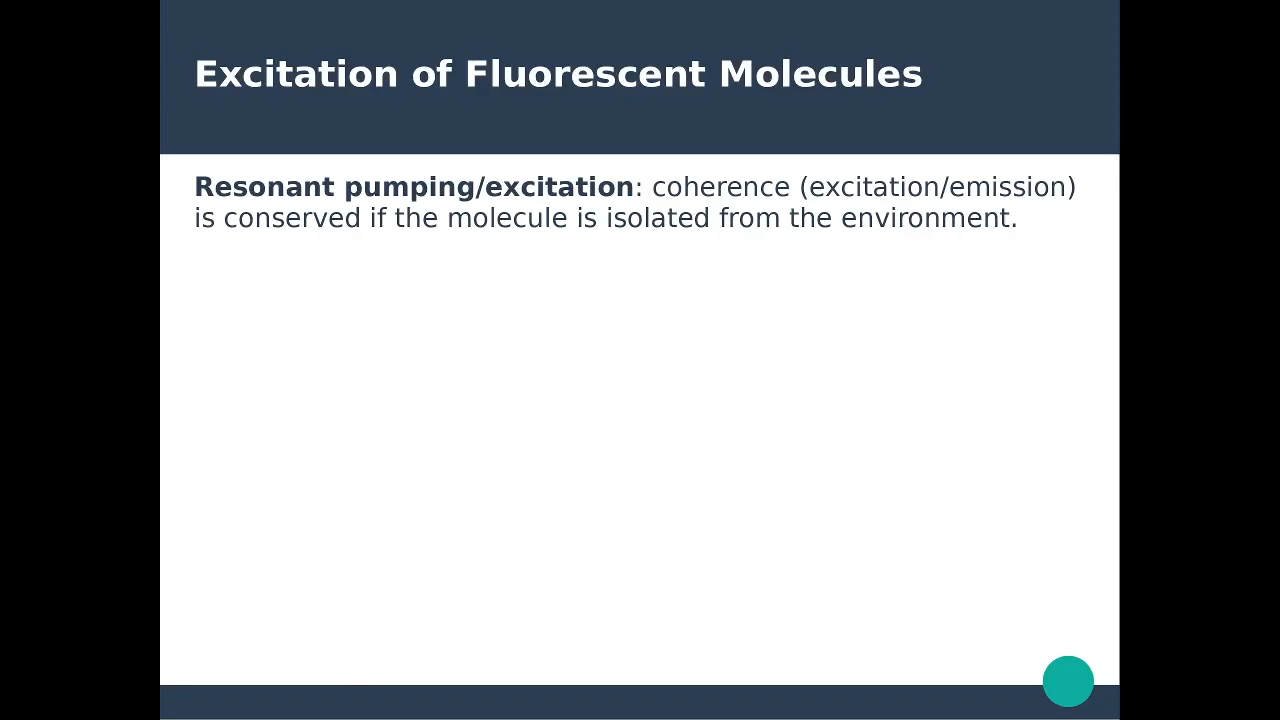 Excitation of Fluorescent Molecules
Resonant pumping/excitation: coherence (excitation/emission)
is conserved if the molecule is isolated from the environment.